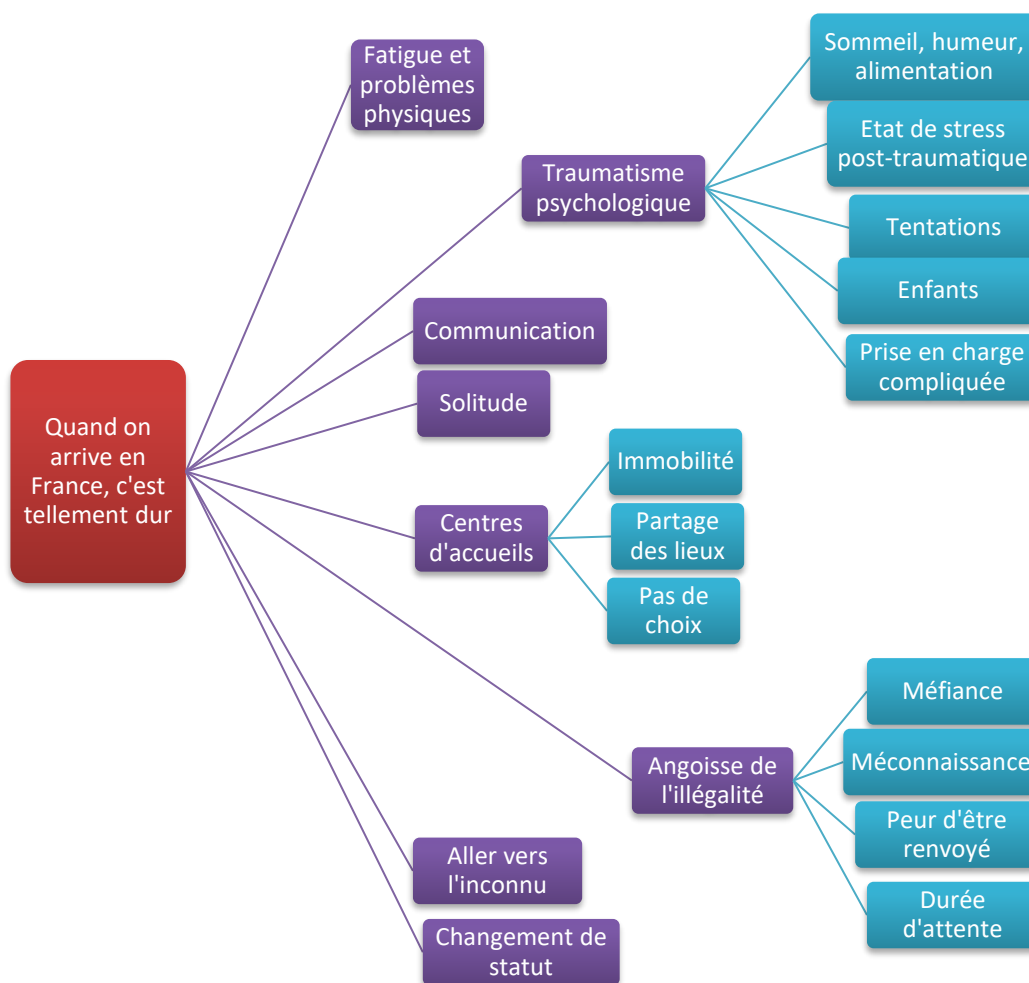 Quand on
arrive en
France, c'est
tellement dur
Fatigue et
problèmes
physiques
Traumatisme
psychologique
Sommeil, humeur,
alimentation
Etat de stress
post-traumatique
Tentations
Enfants
Prise en charge
compliquée
Communication
Solitude
Centres
d'accueils
Immobilité
Partage
des lieux
Pas de
choix
Angoisse de
l'illégalité
Méfiance
Méconnaissance
Peur d'être
renvoyé
Durée
d'attente
Aller vers
l'inconnu
Changement de
statut